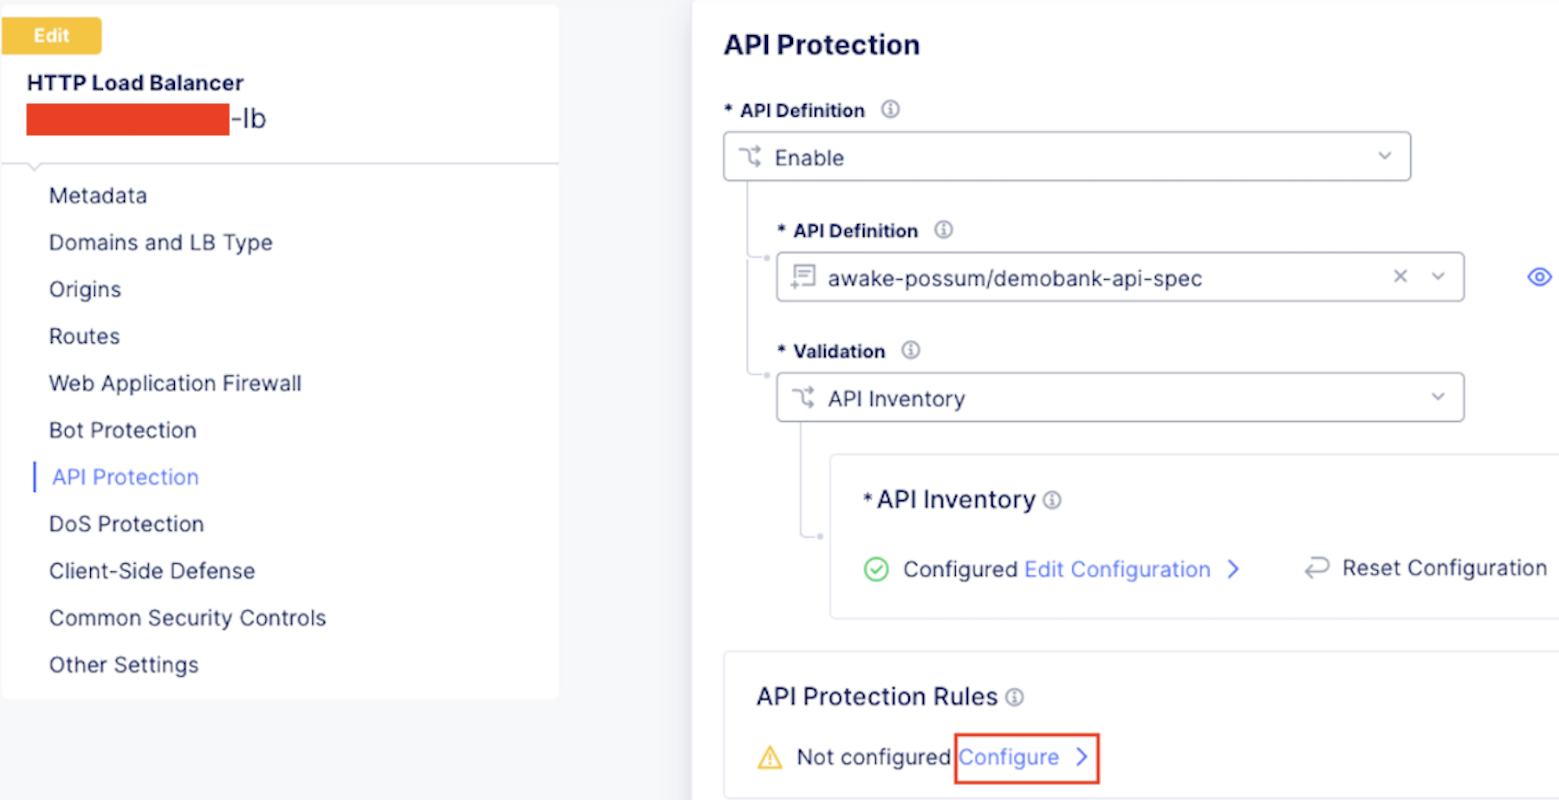 Edit
HTTP Load Balancer
-lb
Metadata
Domains and LB Type
Origins
Routes
Web Application Firewall
Bot Protection
API Protection
DoS Protection
Client-Side Defense
Common Security Controls
Other Settings
API Protection
* API Definition
Enable
* API Definition
awake-possum/demobank-api-spec
* Validation
API Inventory
* API Inventory
Configured Edit Configuration Reset Configuration
API Protection Rules
Not configured Configure